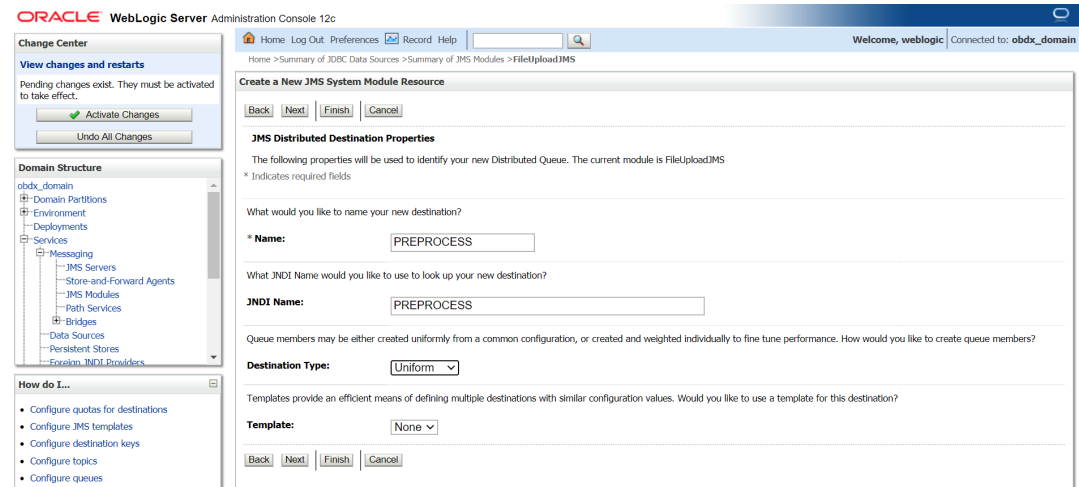 ORACLE® WebLogic Server Administration Console 12c
Change Center
View changes and restarts
Pending changes exist. They must be activated
to take effect.
Activate Changes
Undo All Changes
Domain Structure
obdx_domain
Domain Partitions
Environment
Deployments
Services
Messaging
JMS Servers
Store-and-Forward Agents
JMS Modules
Path Services
Bridges
Data Sources
Persistent Stores
Foreign JNDI Providers
How do I...
Configure quotas for destinations
Configure JMS templates
Configure destination keys
Configure topics
Configure queues
Home Log Out Preferences Record Help
Welcome, weblogic Connected to: obdx_domain
Home >Summary of JDBC Data Sources >Summary of JMS Modules >FileUploadJMS
Create a New JMS System Module Resource
Back Next Finish Cancel
JMS Distributed Destination Properties
The following properties will be used to identify your new Distributed Queue. The current module is FileUploadJMS
* Indicates required fields
What would you like to name your new destination?
* Name: PREPROCESS
What JNDI Name would you like to use to look up your new destination?
JNDI Name: PREPROCESS
Queue members may be either created uniformly from a common configuration, or created and weighted individually to fine tune performance. How would you like to create queue members?
Destination Type: Uniform
Templates provide an efficient means of defining multiple destinations with similar configuration values. Would you like to use a template for this destination?
Template: None
Back Next Finish Cancel